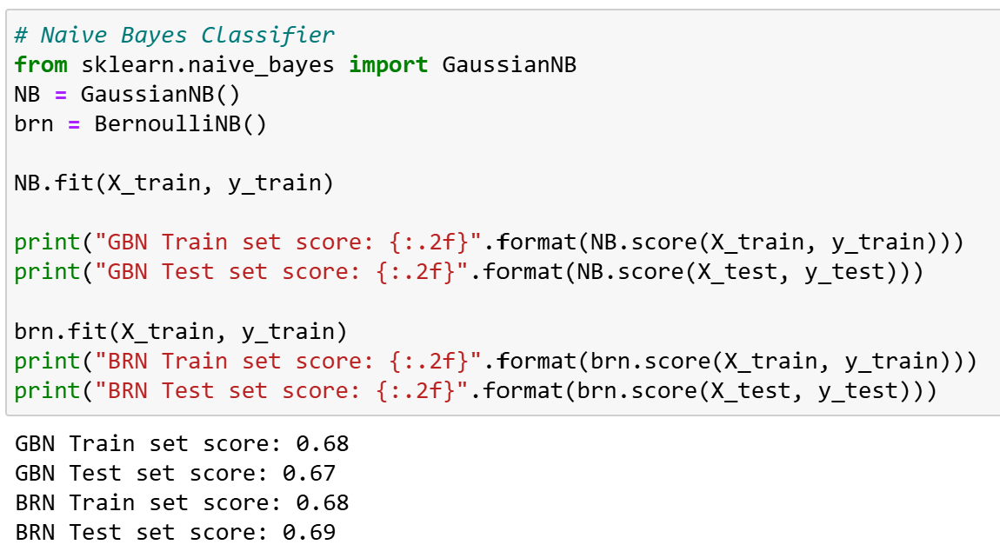 # Naive Bayes Classifier
from sklearn.naive_bayes import GaussianNB
NB = GaussianNB()
brn = BernoulliNB()
NB.fit(X_train, y_train)
print("GBN Train set score: {:.2f}".format(NB.score(X_train, y_train)))
print("GBN Test set score: {:.2f}".format(NB.score(X_test, y_test)))
brn.fit(X_train, y_train)
print("BRN Train set score: {:.2f}".format(brn.score(X_train, y_train)))
print("BRN Test set score: {:.2f}".format(brn.score(X_test, y_test)))
GBN Train set score: 0.68
GBN Test set score: 0.67
BRN Train set score: 0.68
BRN Test set score: 0.69